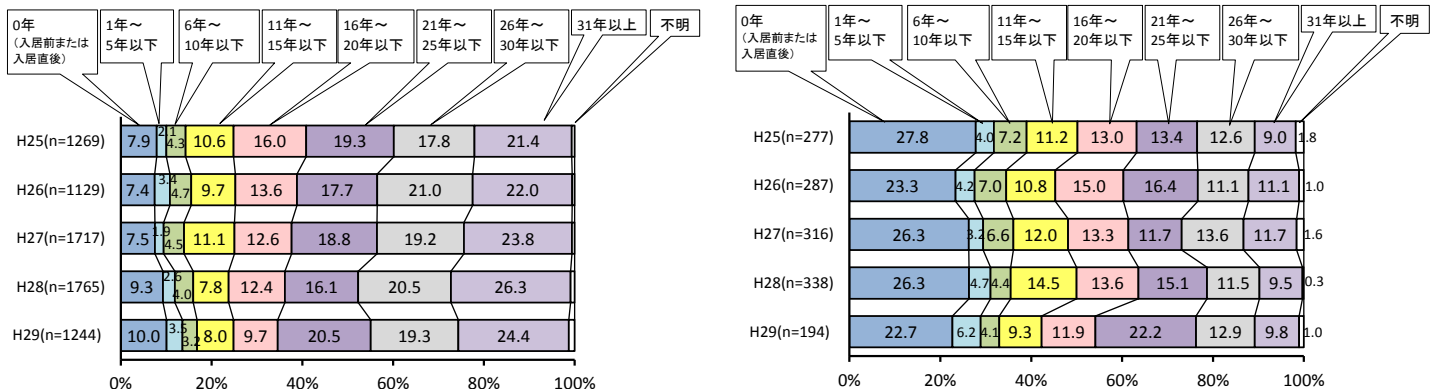 0年
(入居前または
入居直後)
1年～
5年以下
6年～
10年以下
11年～
15年以下
16年～
20年以下
21年～
25年以下
26年～
30年以下
31年以上
不明
H25(n=1269) 7.9 2.1 4.3 10.6 16.0 19.3 17.8 21.4
H26(n=1129) 7.4 3.4 4.7 9.7 13.6 17.7 21.0 22.0
H27(n=1717) 7.5 1.9 4.5 11.1 12.6 18.8 19.2 23.8
H28(n=1765) 9.3 2.6 4.0 7.8 12.4 16.1 20.5 26.3
H29(n=1244) 10.0 3.5 3.2 8.0 9.7 20.5 19.3 24.4
0% 20% 40% 60% 80% 100%
0年
(入居前または
入居直後)
1年～
5年以下
6年～
10年以下
11年～
15年以下
16年～
20年以下
21年～
25年以下
26年～
30年以下
31年以上
不明
H25(n=277) 27.8 4.0 7.2 11.2 13.0 13.4 12.6 9.0 1.8
H26(n=287) 23.3 4.2 7.0 10.8 15.0 16.4 11.1 11.1 1.0
H27(n=316) 26.3 3.2 6.6 12.0 13.3 11.7 13.6 11.7 1.6
H28(n=338) 26.3 4.7 4.4 14.5 13.6 15.1 11.5 9.5 0.3
H29(n=194) 22.7 6.2 4.1 9.3 11.9 22.2 12.9 9.8 1.0
0% 20% 40% 60% 80% 100%